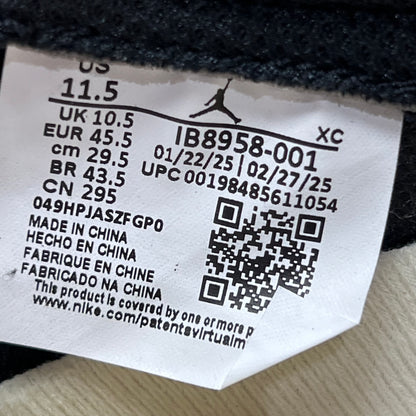 US
11.5
UK 10.5
EUR 45.5
cm 29.5
BR 43.5
CN 295
XC
IB8958-001
01/22/25 | 02/27/25
UPC 00198485611054
049HPJASZFGP0
MADE IN CHINA
HECHO EN CHINA
FABRIQUE EN CHINE
FABRICADO NA CHINA
This product is covered by one or more
www.nike.com/patentsvirtualm